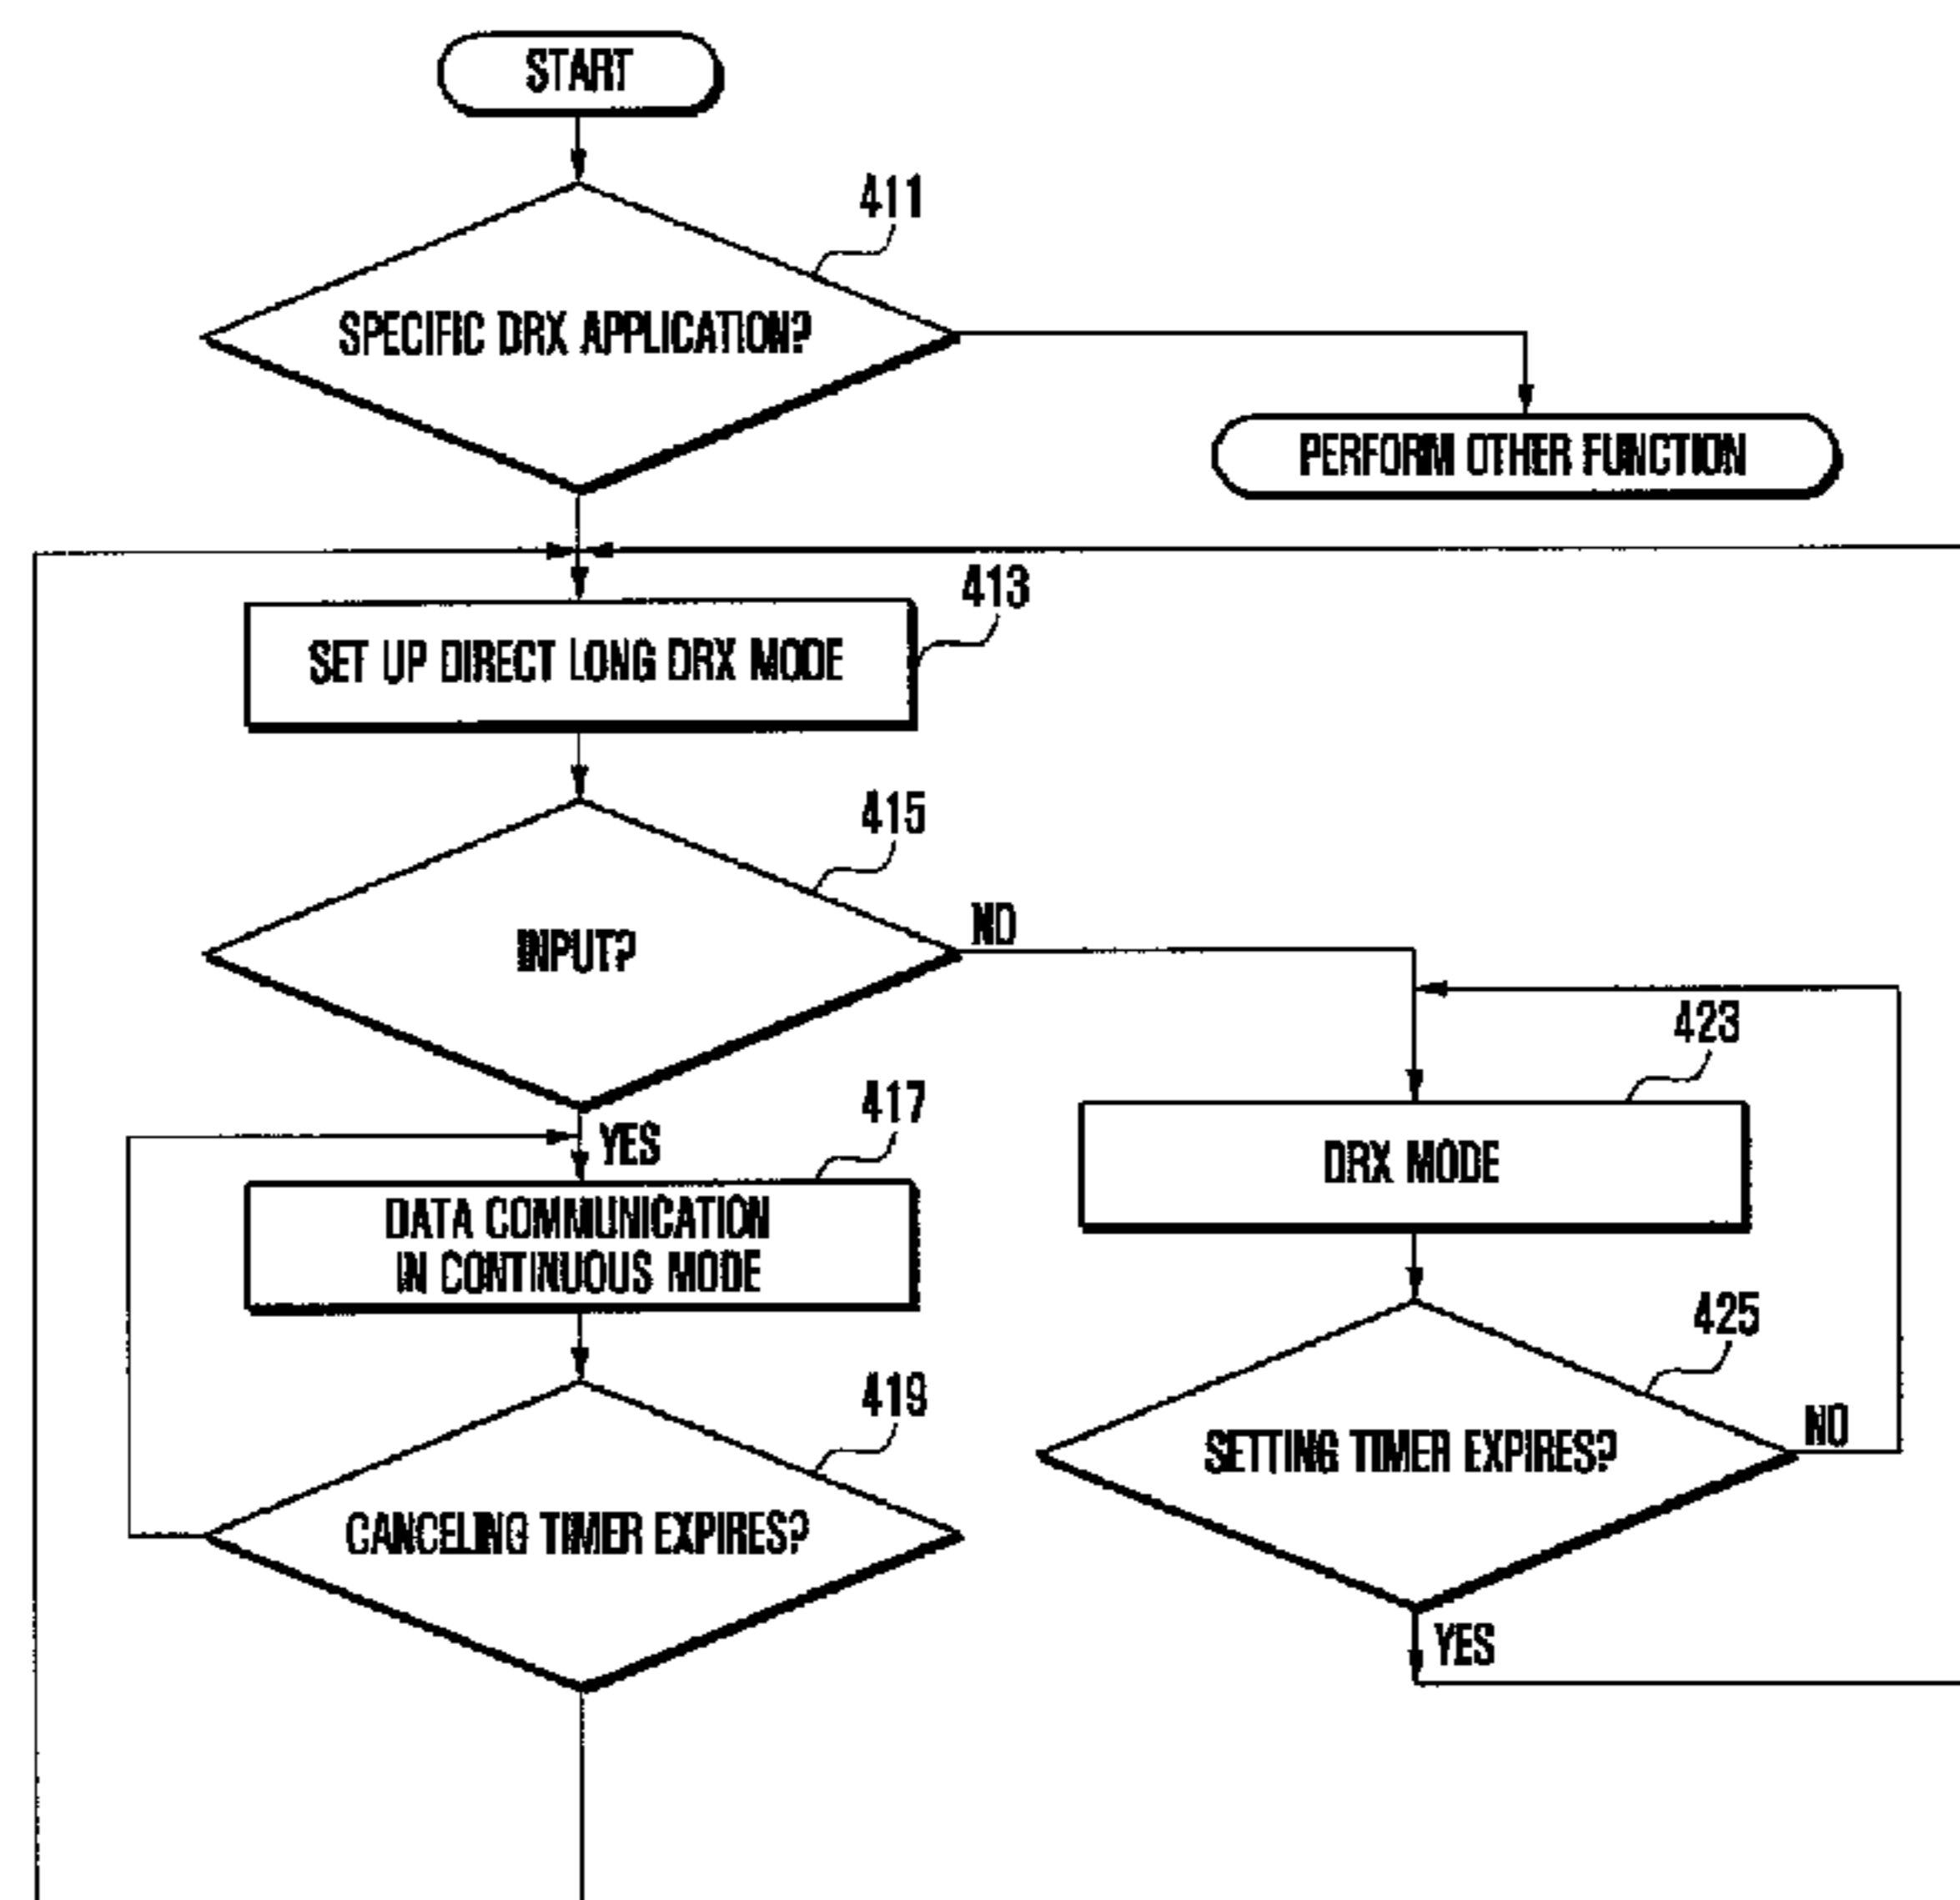 START
411
SPECIFIC DRX APPLICATION?
PERFORM OTHER FUNCTION
413
SET UP DIRECT LONG DRX MODE
415
INPUT?
NO
423
417
YES
DRX MODE
DATA COMMUNICATION
IN CONTINUOUS MODE
425
419
NO
SETTING TIMER EXPIRES?
CANCELING TIMER EXPIRES?
YES